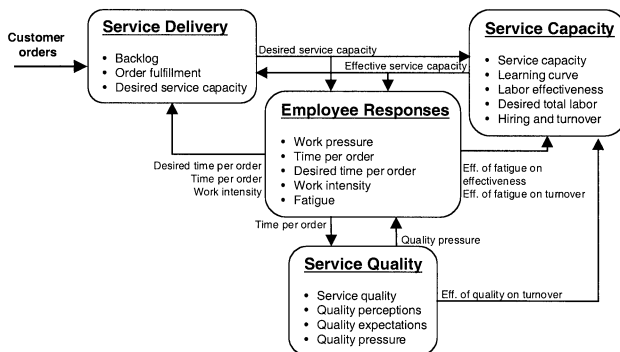 Customer
orders
Service Delivery
• Backlog
• Order fulfillment
• Desired service capacity
Desired service capacity
Effective service capacity
Service Capacity
• Service capacity
• Learning curve
• Labor effectiveness
• Desired total labor
• Hiring and turnover
Employee Responses
• Work pressure
• Time per order
• Desired time per order
• Work intensity
• Fatigue
Desired time per order
Time per order
Work intensity
Eff. of fatigue on
effectiveness
Eff. of fatigue on turnover
Time per order
Quality pressure
Service Quality
• Service quality
• Quality perceptions
• Quality expectations
• Quality pressure
Eff. of quality on turnover